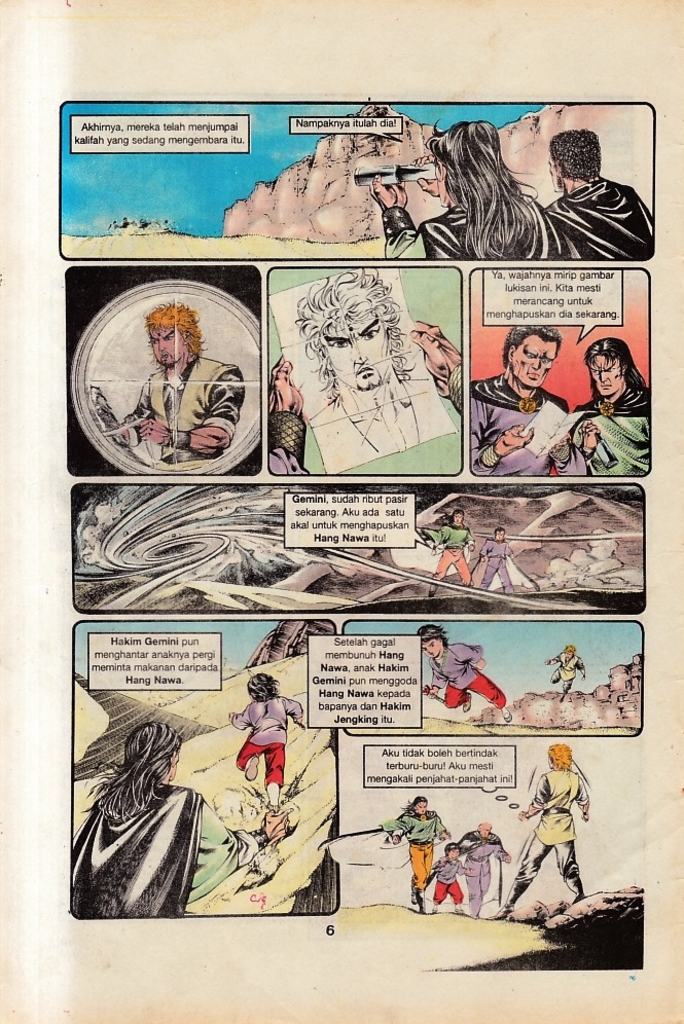 Akhirnya, mereka telah menjumpai
kalifah yang sedang mengembara itu.
Nampaknya itulah dia!
Ya, wajahnya mirip gambar
lukisan ini. Kita mesti
merancang untuk
menghapuskan dia sekarang.
Gemini, sudah ribut pasir
sekarang. Aku ada satu
akal untuk menghapuskan
Hang Nawa itu!
Hakim Gemini pun
menghantar anaknya pergi
meminta makanan daripada
Hang Nawa.
Setelah gagal
membunuh Hang
Nawa, anak Hakim
Gemini pun menggoda
Hang Nawa kepada
bapanya dan Hakim
Jengking itu.
Aku tidak boleh bertindak
terburu-buru! Aku mesti
mengakali penjahat-panjahat ini!
6